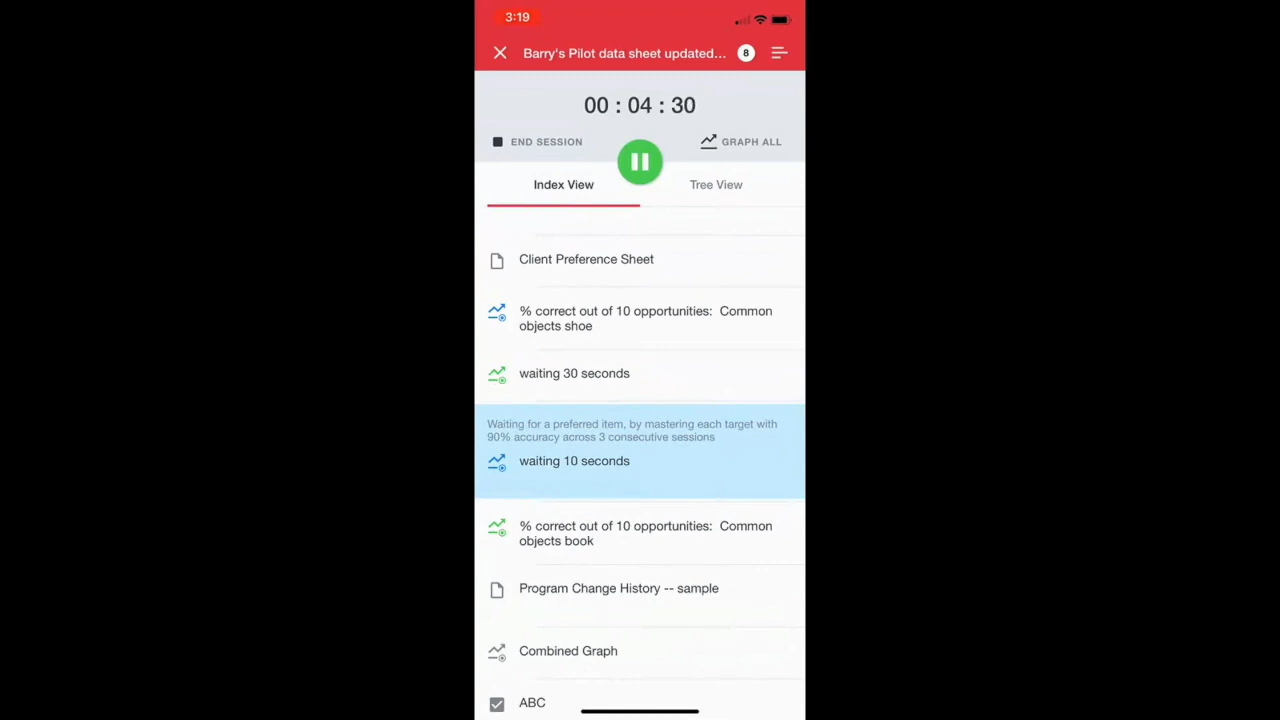 3:19
Barry's Pilot data sheet updated... 8
00 : 04 : 30
END SESSION
GRAPH ALL
Index View
Tree View
Client Preference Sheet
% correct out of 10 opportunities:  Common
objects shoe
waiting 30 seconds
Waiting for a preferred item, by mastering each target with
90% accuracy across 3 consecutive sessions
waiting 10 seconds
% correct out of 10 opportunities:  Common
objects book
Program Change History -- sample
Combined Graph
ABC